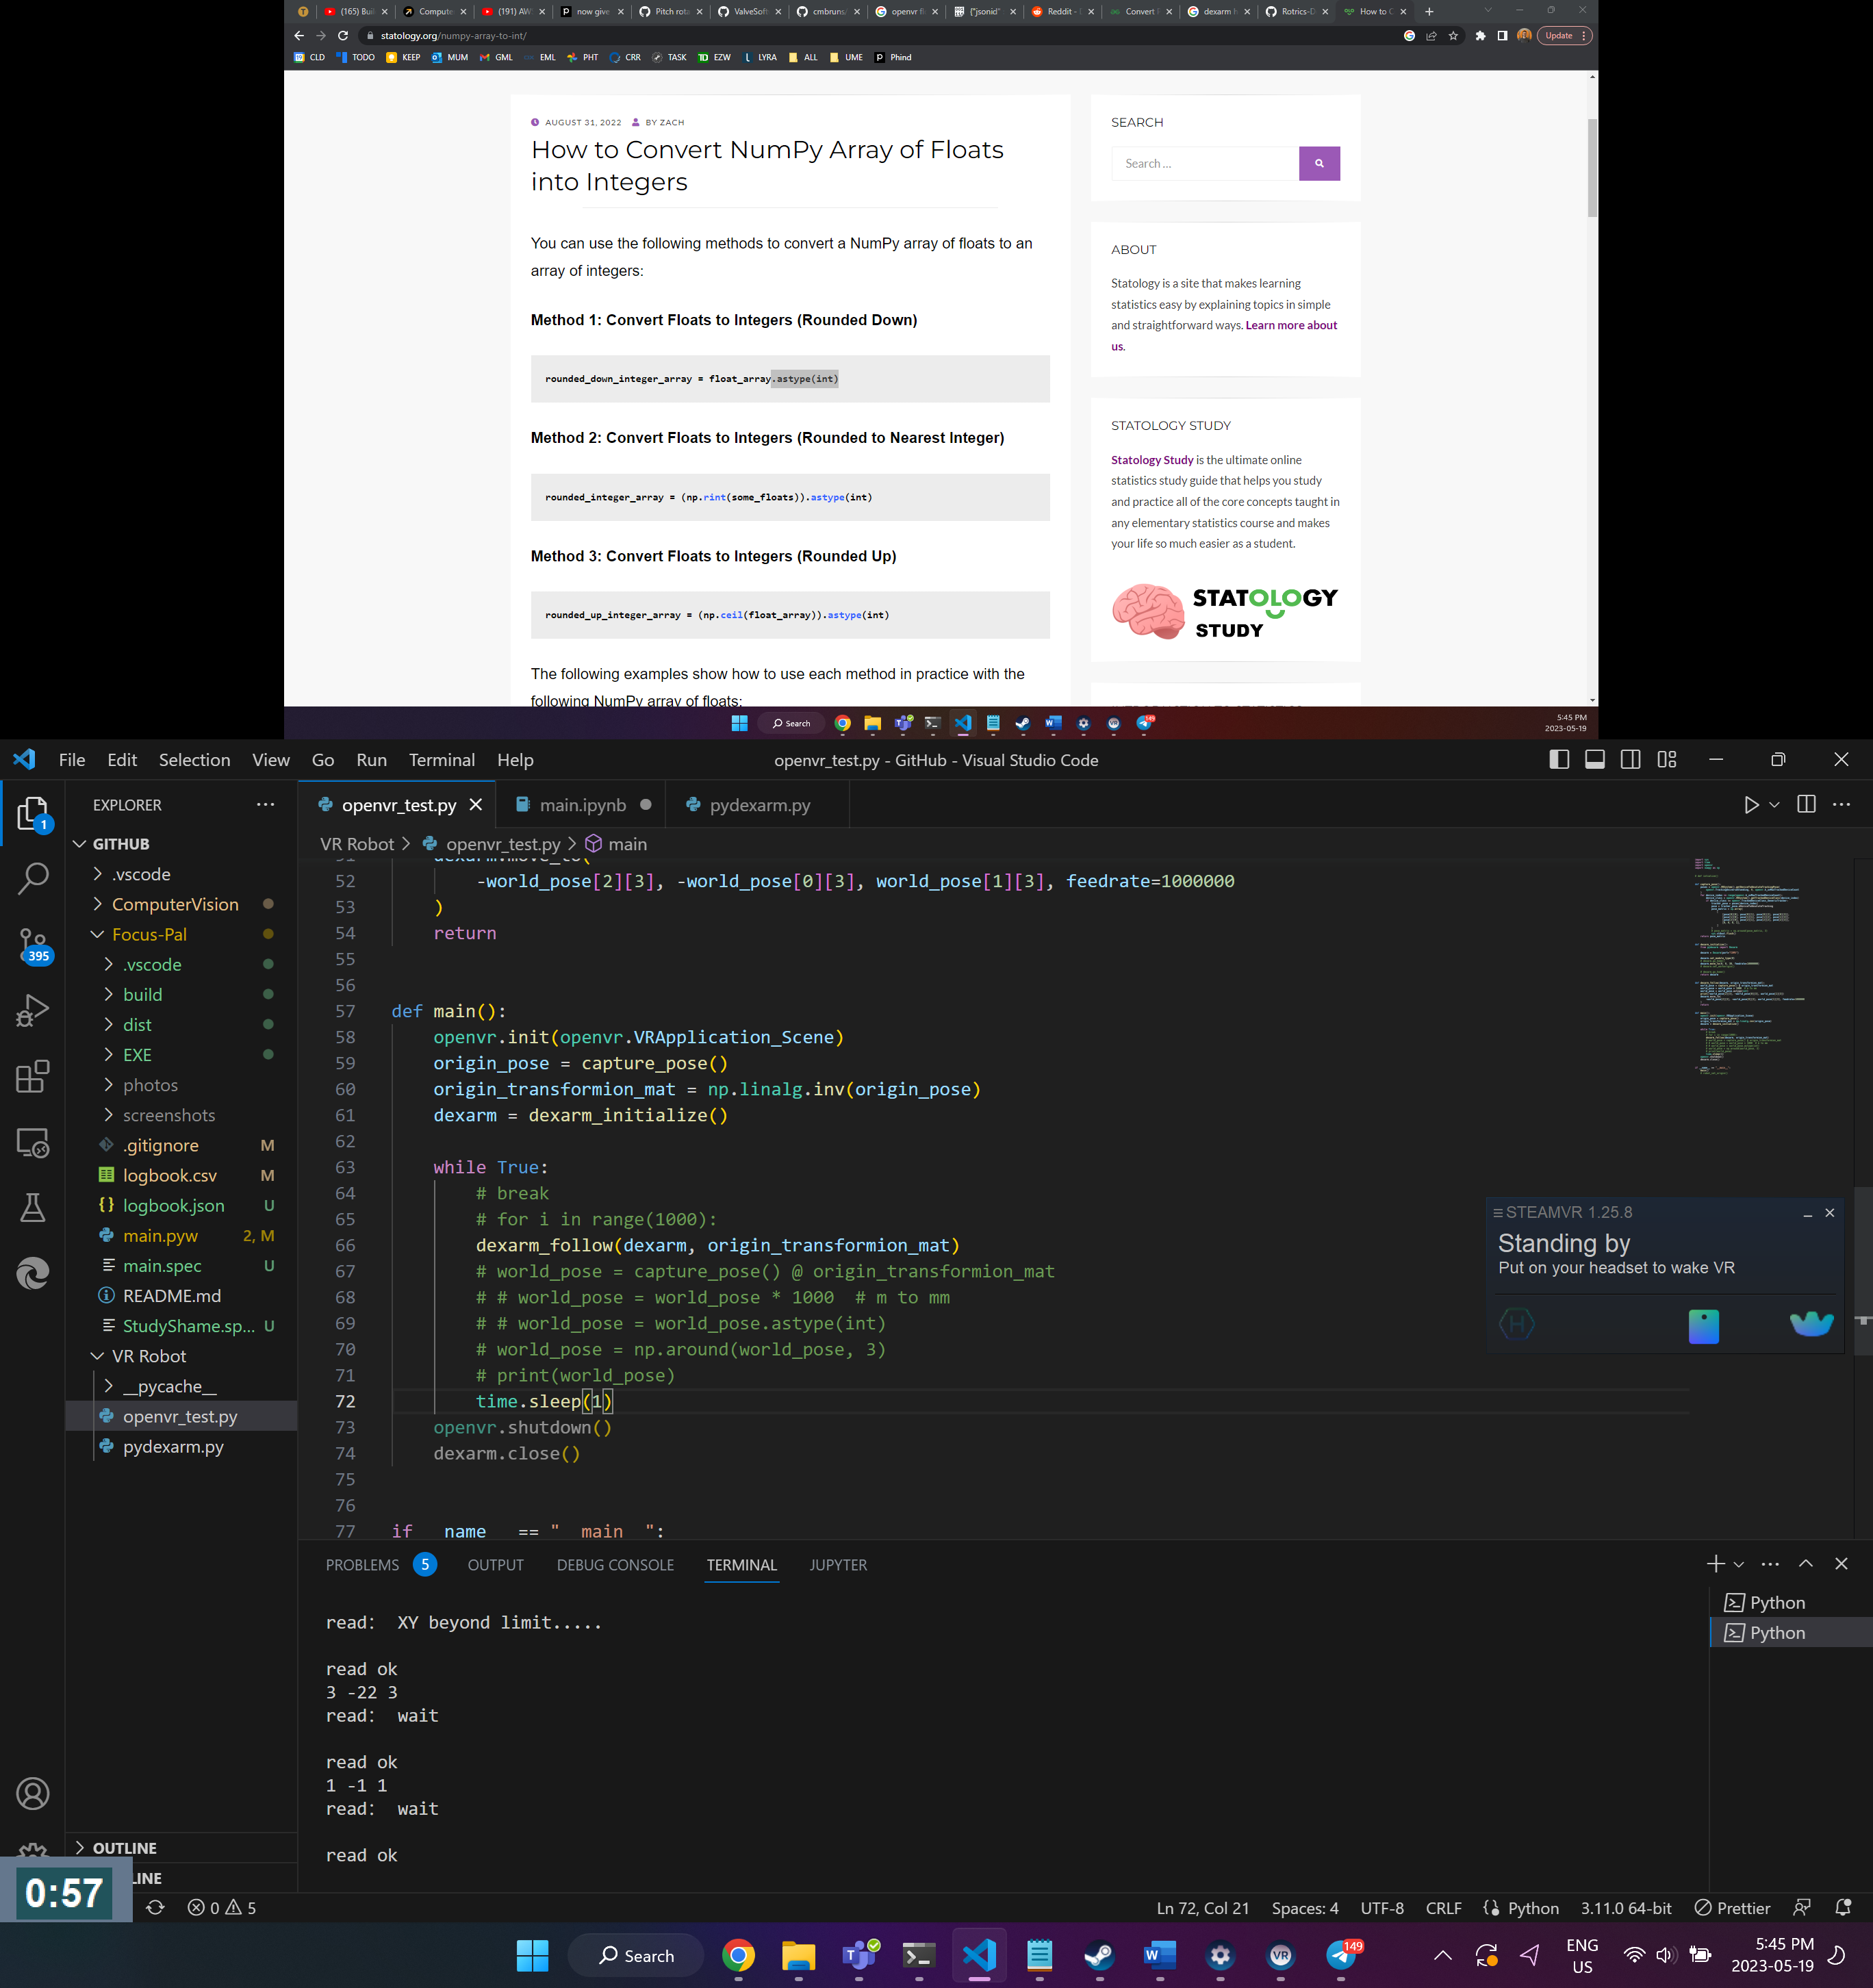 (165) Bui
Compute
(191) AW
now give
Pitch rota
ValveSoft
cmbruns/
openvr fl
{"jsonid"
Reddit -
Convert
dexarm
Rotrics-D
How to C
statology.org/numpy-array-to-int/
Update
CLD TODO KEEP MUM GML EML PHT CRR TASK EZW LYRA ALL UME Phind
AUGUST 31, 2022 BY ZACH
How to Convert NumPy Array of Floats
into Integers
You can use the following methods to convert a NumPy array of floats to an
array of integers:
Method 1: Convert Floats to Integers (Rounded Down)
rounded_down_integer_array = float_array.astype(int)
Method 2: Convert Floats to Integers (Rounded to Nearest Integer)
rounded_integer_array = (np.rint(some_floats)).astype(int)
Method 3: Convert Floats to Integers (Rounded Up)
rounded_up_integer_array = (np.ceil(float_array)).astype(int)
The following examples show how to use each method in practice with the
following NumPy array of floats:
SEARCH
Search ...
ABOUT
Statology is a site that makes learning
statistics easy by explaining topics in simple
and straightforward ways. Learn more about
us.
STATOLOGY STUDY
Statology Study is the ultimate online
statistics study guide that helps you study
and practice all of the core concepts taught in
any elementary statistics course and makes
your life so much easier as a student.
STATOLOGY
STUDY
Search
5:45 PM
2023-05-19
File Edit Selection View Go Run Terminal Help
openvr_test.py - GitHub - Visual Studio Code
EXPLORER
GITHUB
.vscode
ComputerVision
Focus-Pal
.vscode
build
dist
EXE
photos
screenshots
.gitignore M
logbook.csv M
logbook.json U
main.pyw 2, M
main.spec U
README.md
StudyShame.sp... U
VR Robot
__pycache__
openvr_test.py
pydexarm.py
OUTLINE
LINE
1
395
openvr_test.py
main.ipynb
pydexarm.py
VR Robot > openvr_test.py > main
51 dexarm.move_to(
52 -world_pose[2][3], -world_pose[0][3], world_pose[1][3], feedrate=1000000
53 )
54 return
55
56
57 def main():
58 openvr.init(openvr.VRApplication_Scene)
59 origin_pose = capture_pose()
60 origin_transformion_mat = np.linalg.inv(origin_pose)
61 dexarm = dexarm_initialize()
62
63 while True:
64 # break
65 # for i in range(1000):
66 dexarm_follow(dexarm, origin_transformion_mat)
67 # world_pose = capture_pose() @ origin_transformion_mat
68 # # world_pose = world_pose * 1000 # m to mm
69 # # world_pose = world_pose.astype(int)
70 # world_pose = np.around(world_pose, 3)
71 # print(world_pose)
72 time.sleep(1)
73 openvr.shutdown()
74 dexarm.close()
75
76
77 if __name__ == "__main__":
STEAMVR 1.25.8
Standing by
Put on your headset to wake VR
PROBLEMS 5 OUTPUT DEBUG CONSOLE TERMINAL JUPYTER
Python
Python
read: XY beyond limit.....
read ok
3 -22 3
read: wait
read ok
1 -1 1
read: wait
read ok
0:57
0 5
Ln 72, Col 21 Spaces: 4 UTF-8 CRLF Python 3.11.0 64-bit Prettier
Search
149
ENG
US
5:45 PM
2023-05-19